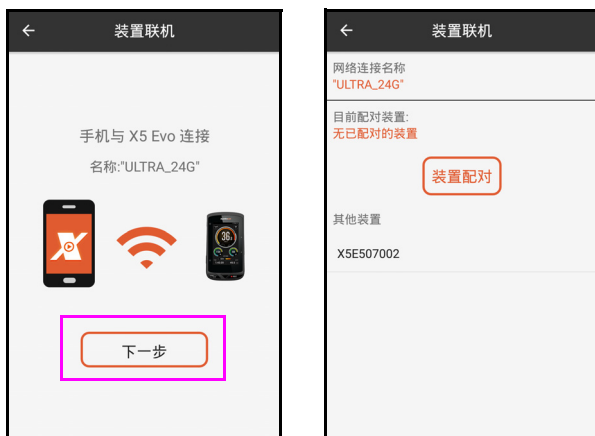 装置联机
手机与 X5 Evo 连接
名称:"ULTRA_24G"
X
36
下一步
装置联机
网络连接名称
"ULTRA_24G"
目前配对装置:
无已配对的装置
装置配对
其他装置
X5E507002